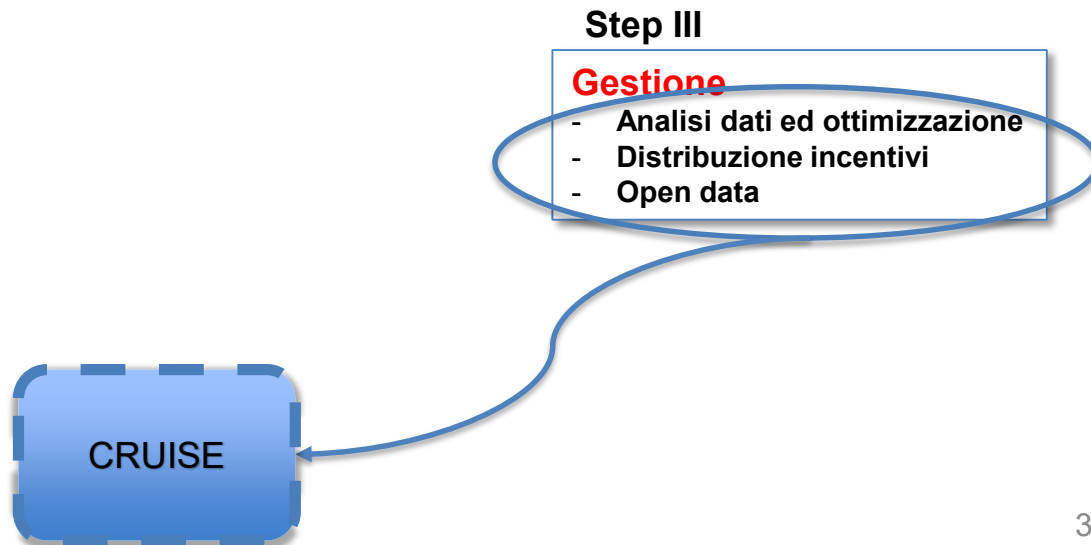 Step III
Gestione
- Analisi dati ed ottimizzazione
- Distribuzione incentivi
- Open data
CRUISE
3